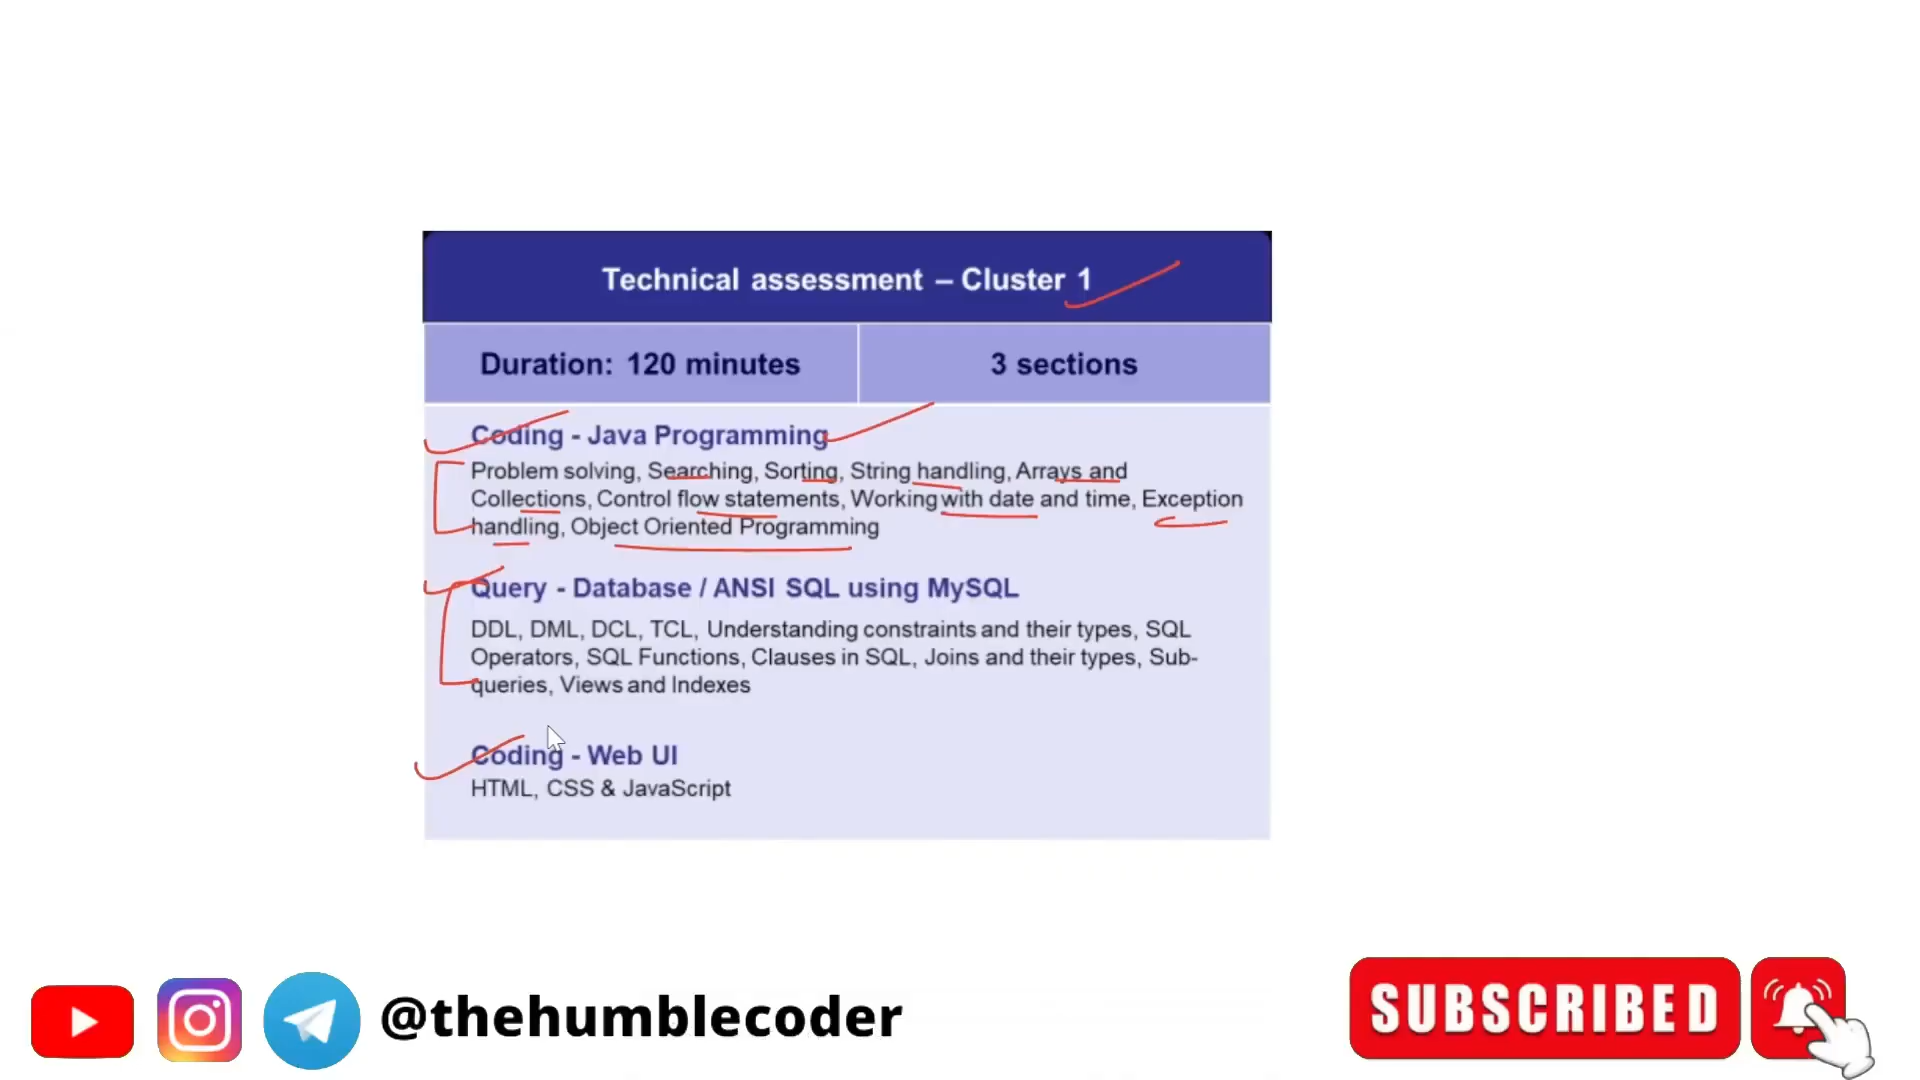 Technical assessment – Cluster 1
Duration: 120 minutes
3 sections
Coding - Java Programming
Problem solving, Searching, Sorting, String handling, Arrays and
Collections, Control flow statements, Working with date and time, Exception
handling, Object Oriented Programming
Query - Database / ANSI SQL using MySQL
DDL, DML, DCL, TCL, Understanding constraints and their types, SQL
Operators, SQL Functions, Clauses in SQL, Joins and their types, Sub-
queries, Views and Indexes
Coding - Web UI
HTML, CSS & JavaScript
@thehumblecoder
SUBSCRIBED